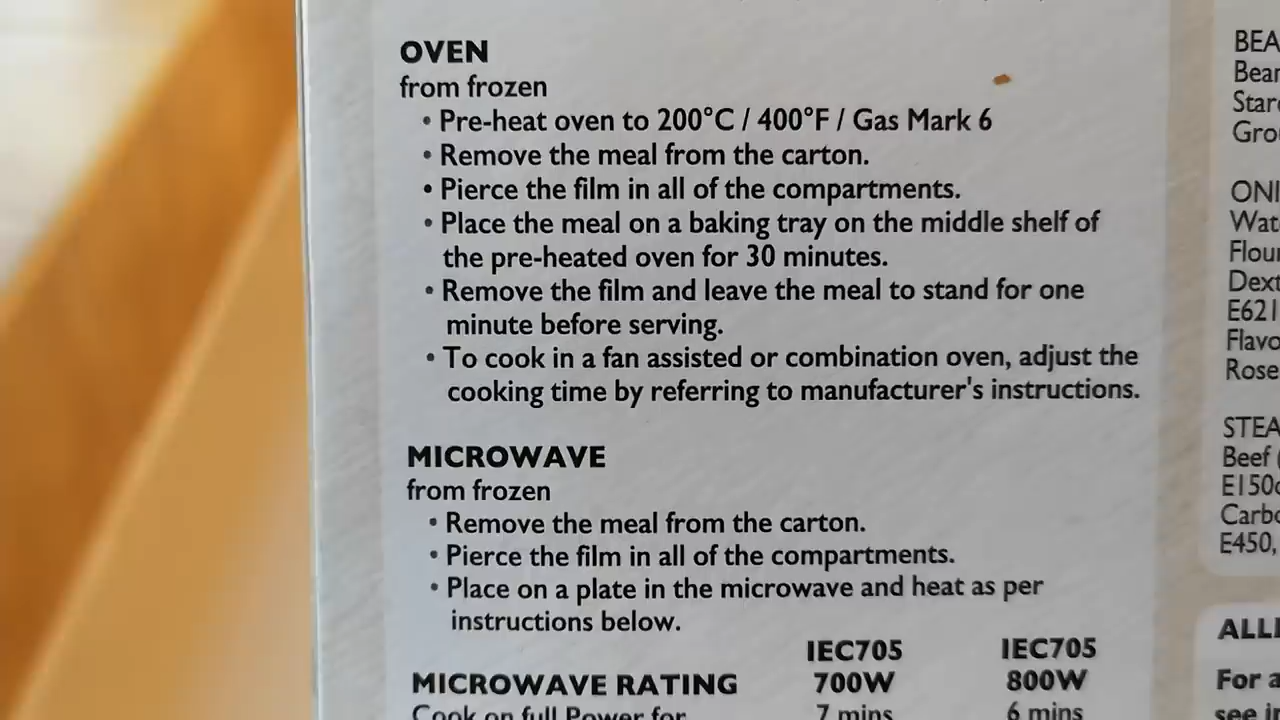 OVEN
from frozen
• Pre-heat oven to 200°C / 400°F / Gas Mark 6
• Remove the meal from the carton.
• Pierce the film in all of the compartments.
• Place the meal on a baking tray on the middle shelf of
the pre-heated oven for 30 minutes.
• Remove the film and leave the meal to stand for one
minute before serving.
• To cook in a fan assisted or combination oven, adjust the
cooking time by referring to manufacturer's instructions.
MICROWAVE
from frozen
• Remove the meal from the carton.
• Pierce the film in all of the compartments.
• Place on a plate in the microwave and heat as per
instructions below.
IEC705 IEC705
MICROWAVE RATING 700W 800W
Cook on full Power for 7 mins 6 mins
Beef
E150c
E450,
For a
see in